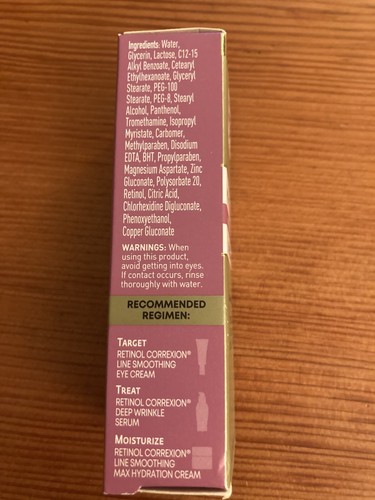 Ingredients: Water,
Glycerin, Lactose, C12-15
Alkyl Benzoate, Cetearyl
Ethylhexanoate, Glyceryl
Stearate, PEG-100
Stearate, PEG-8, Stearyl
Alcohol, Panthenol,
Tromethamine, Isopropyl
Myristate, Carbomer,
Methylparaben, Disodium
EDTA, BHT, Propylparaben,
Magnesium Aspartate, Zinc
Gluconate, Polysorbate 20,
Retinol, Citric Acid,
Chlorhexidine Digluconate,
Phenoxyethanol,
Copper Gluconate
WARNINGS: When
using this product,
avoid getting into eyes.
If contact occurs, rinse
thoroughly with water.
RECOMMENDED
REGIMEN:
TARGET
RETINOL CORREXION®
LINE SMOOTHING
EYE CREAM
TREAT
RETINOL CORREXION®
DEEP WRINKLE
SERUM
MOISTURIZE
RETINOL CORREXION®
LINE SMOOTHING
MAX HYDRATION CREAM